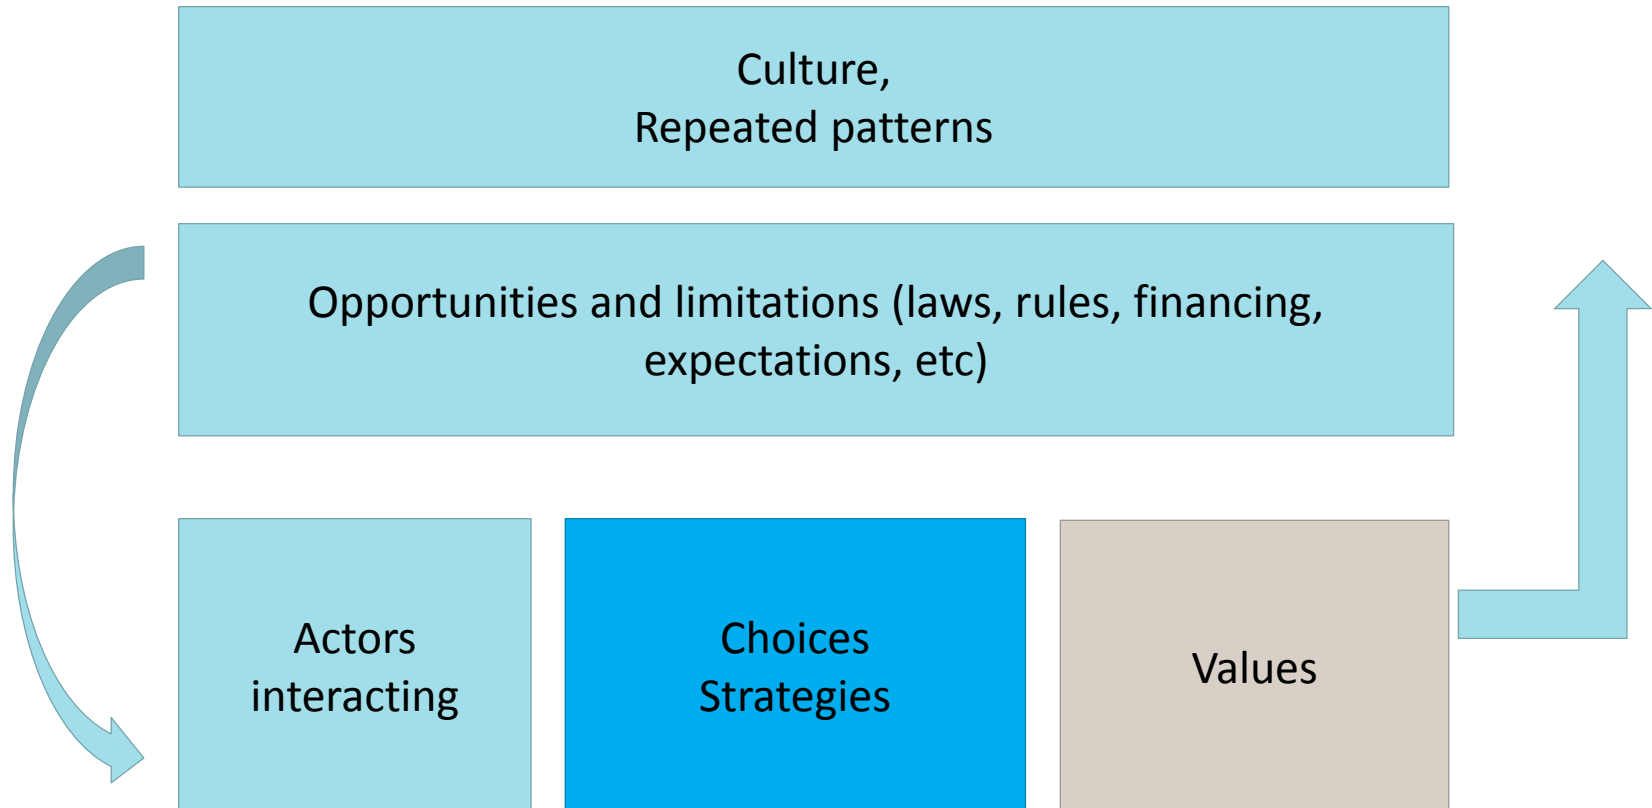 Culture,
Repeated patterns
Opportunities and limitations (laws, rules, financing,
expectations, etc)
Actors
interacting
Choices
Strategies
Values